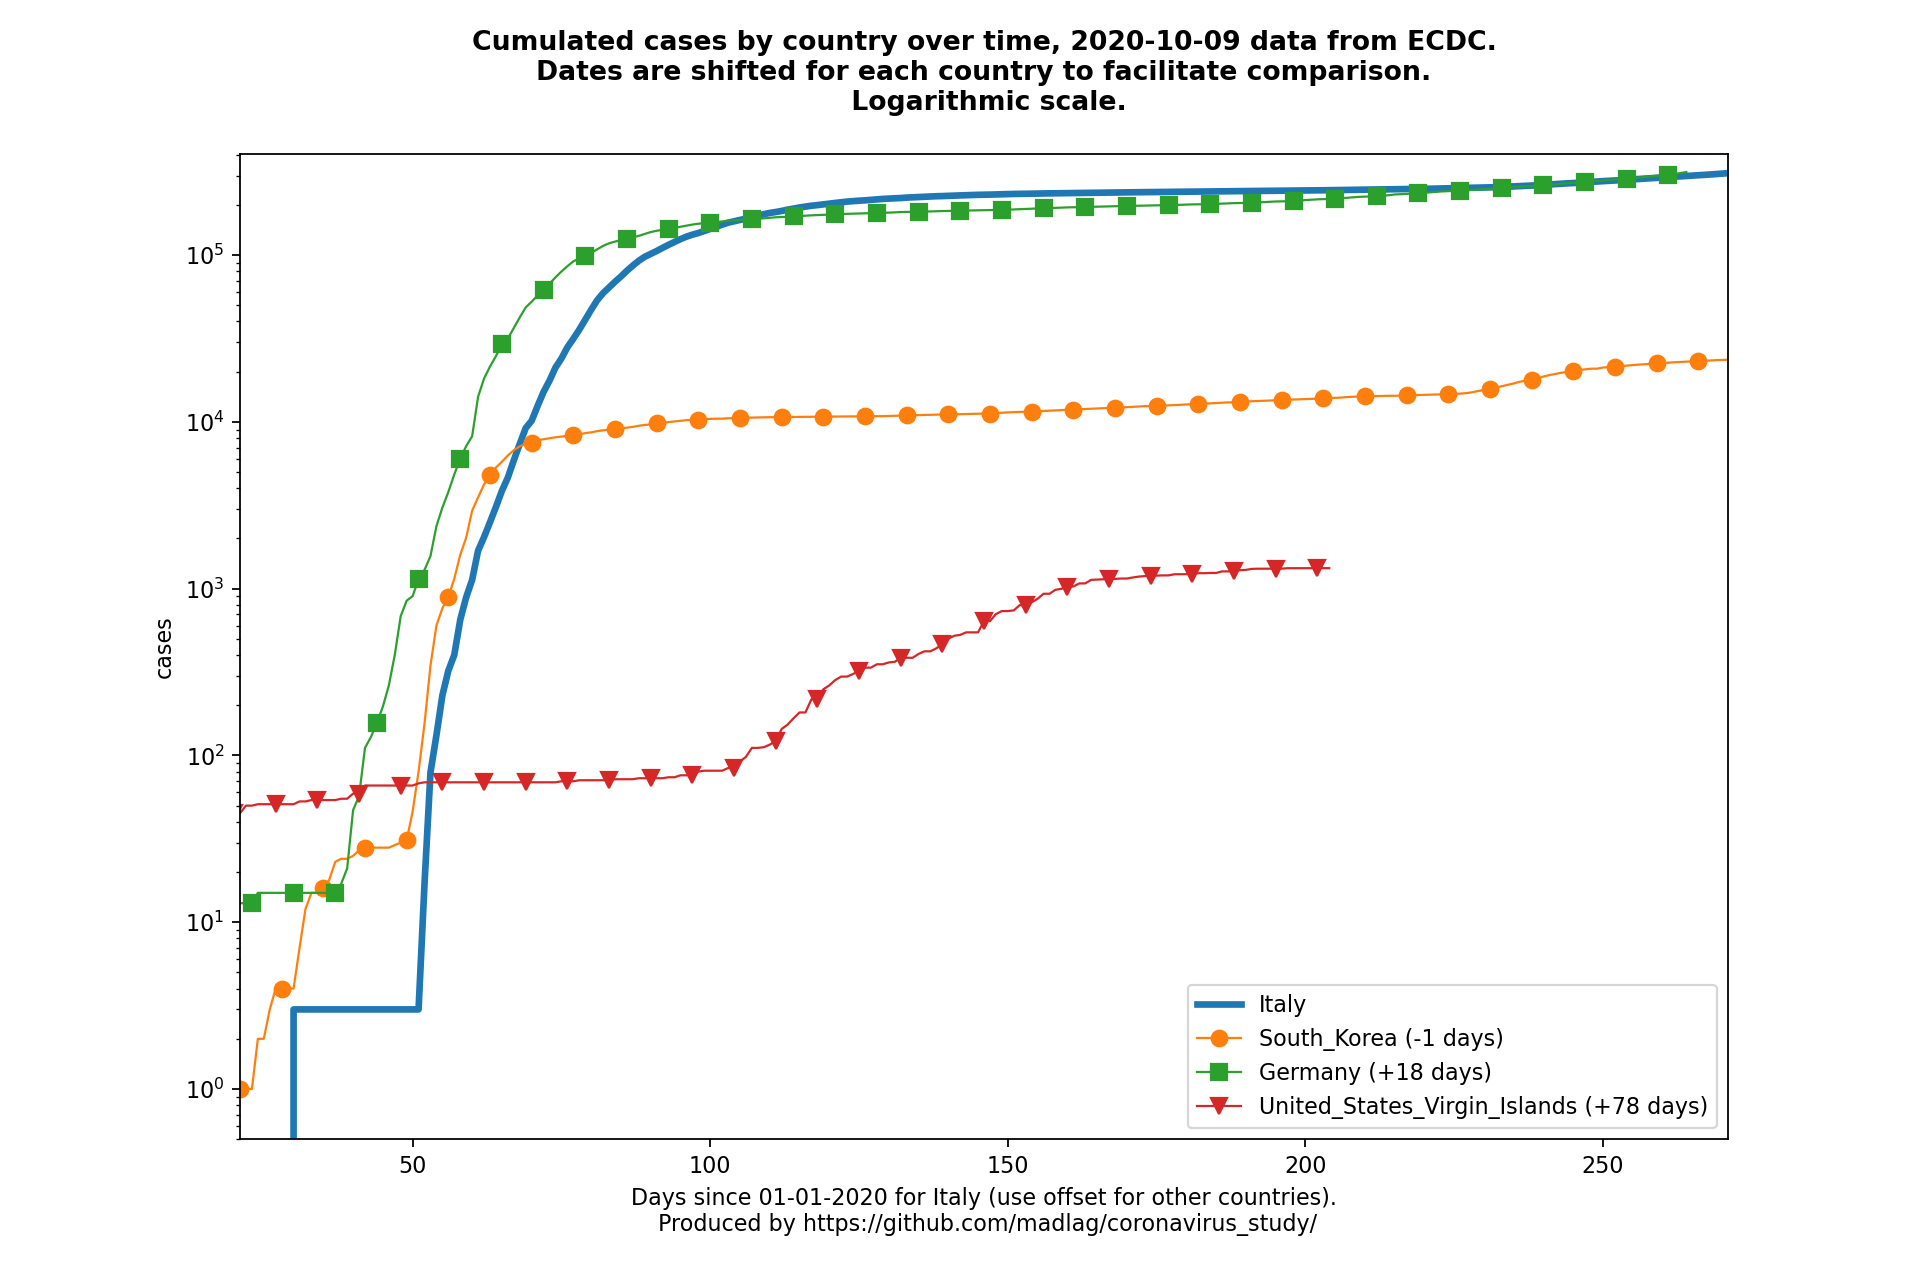 Cumulated cases by country over time, 2020-10-09 data from ECDC.
Dates are shifted for each country to facilitate comparison.
Logarithmic scale.
10^5
10^4
10^3
10^2
10^1
10^0
cases
Italy
South_Korea (-1 days)
Germany (+18 days)
United_States_Virgin_Islands (+78 days)
50 100 150 200 250
Days since 01-01-2020 for Italy (use offset for other countries).
Produced by https://github.com/madlag/coronavirus_study/